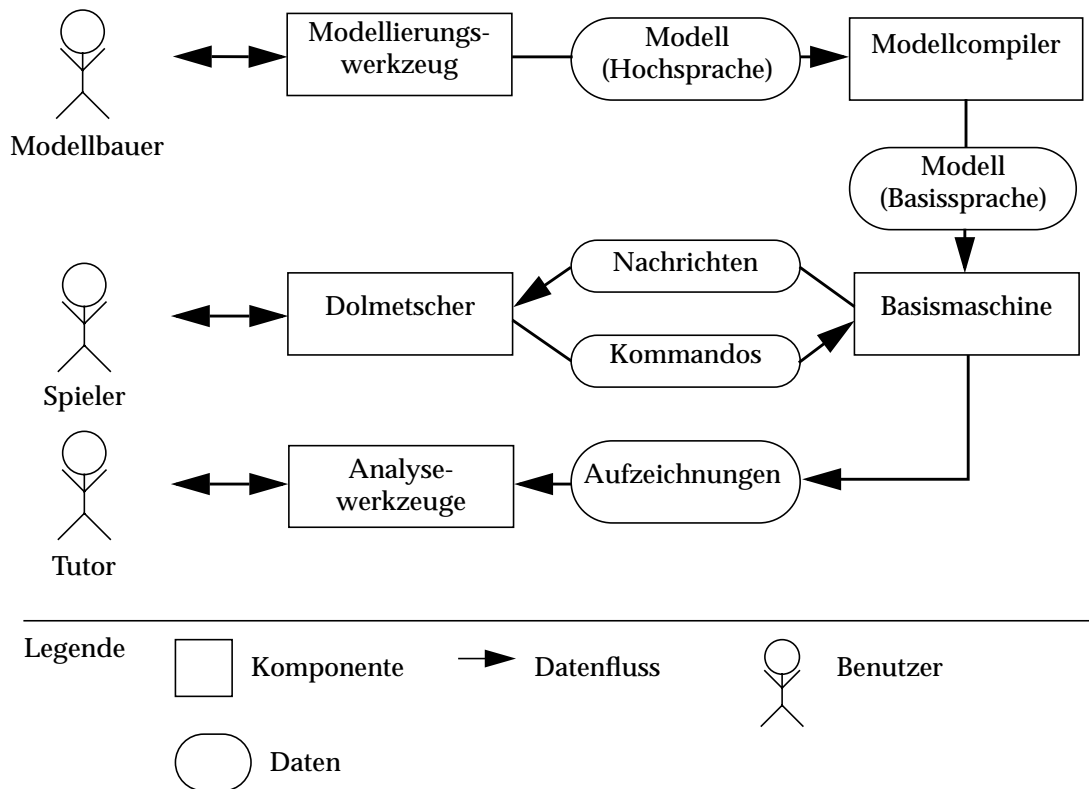 Modellierungs-
werkzeug
Modell
(Hochsprache)
Modellcompiler
Modellbauer
Modell
(Basissprache)
Nachrichten
Dolmetscher
Basismaschine
Kommandos
Spieler
Analyse-
werkzeuge
Aufzeichnungen
Tutor
Legende
Komponente
Datenfluss
Benutzer
Daten